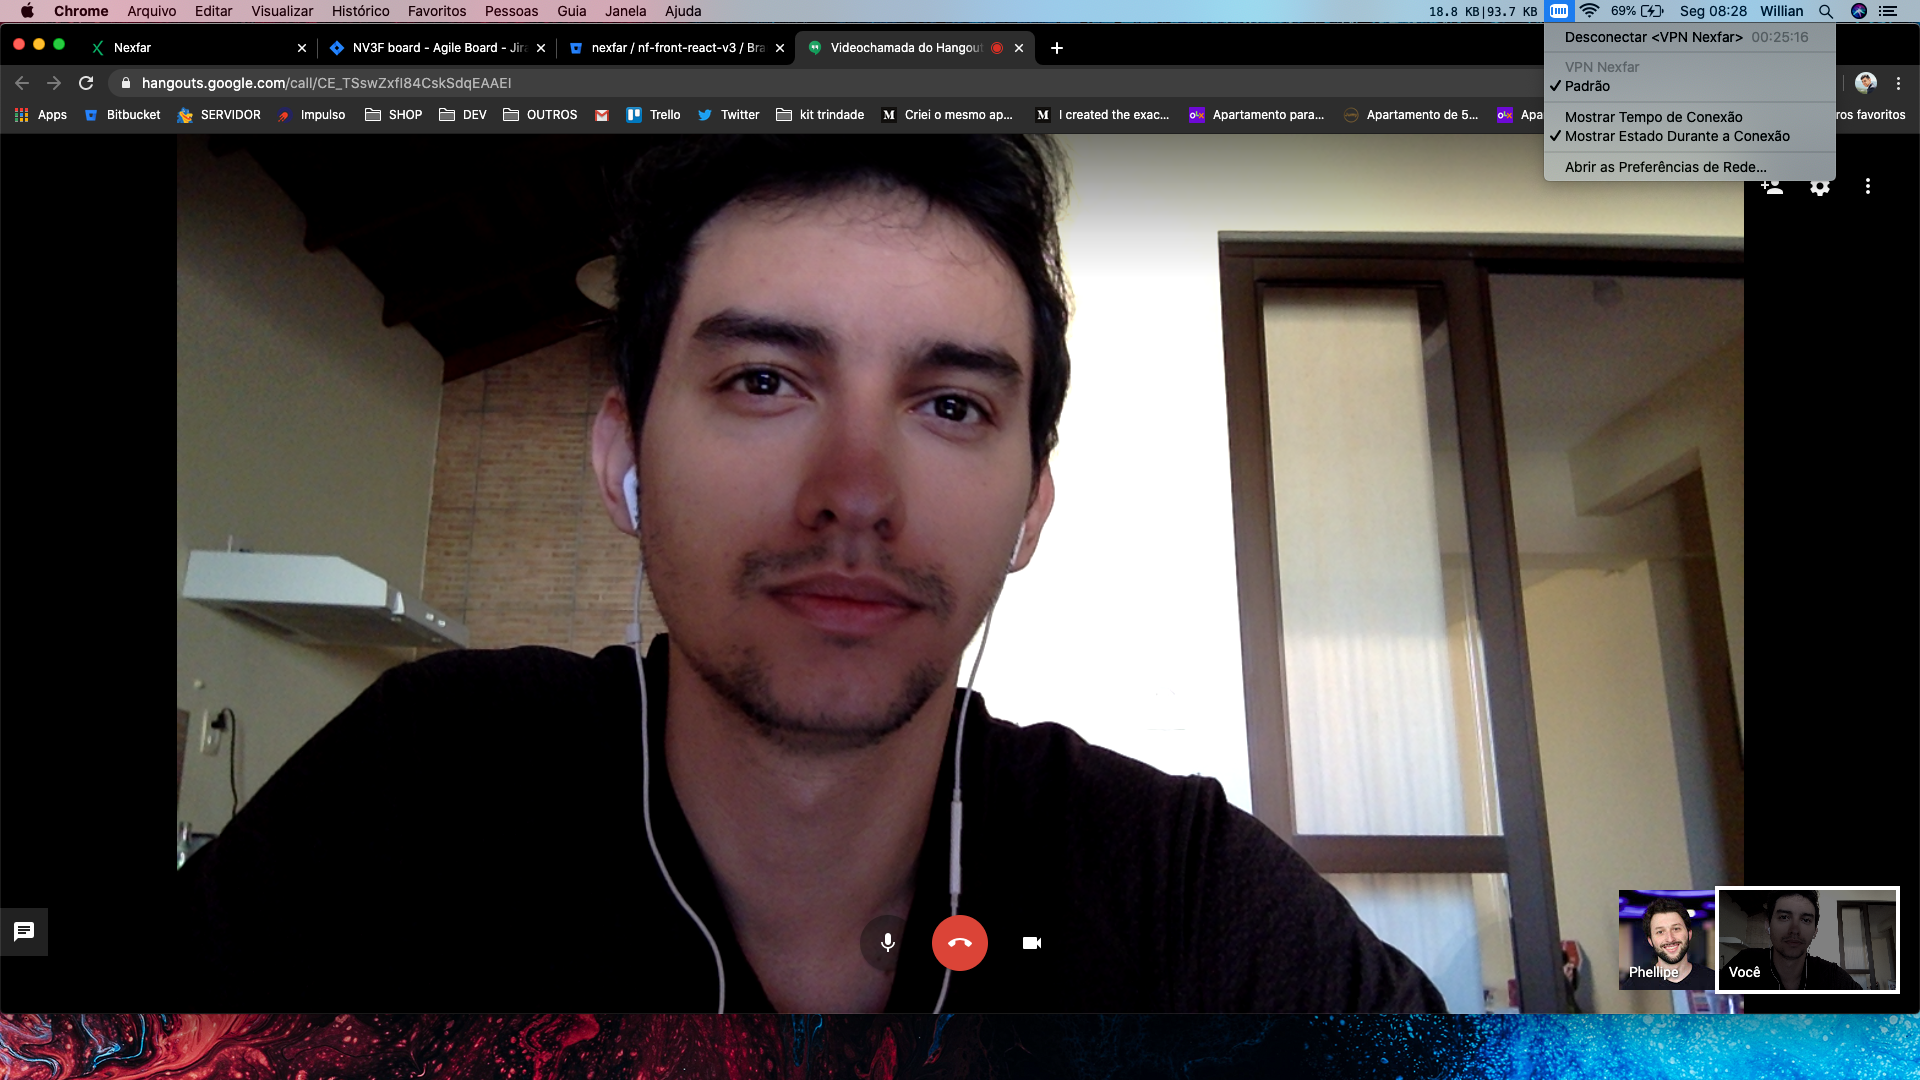 Chrome Arquivo Editar Visualizar Histórico Favoritos Pessoas Guia Janela Ajuda 18.8 KB|93.7 KB 69% Seg 08:28 Willian
Desconectar <VPN Nexfar> 00:25:16
VPN Nexfar
Padrão
Mostrar Tempo de Conexão
Mostrar Estado Durante a Conexão
Abrir as Preferências de Rede...
Nexfar NV3F board - Agile Board - Jira nexfar / nf-front-react-v3 / Bra Videochamada do Hangout
hangouts.google.com/call/CE_TSswZxfI84CskSdqEAAEI
Apps Bitbucket SERVIDOR Impulso SHOP DEV OUTROS Trello Twitter kit trindade Criei o mesmo ap... I created the exac... Apartamento para... Apartamento de 5... Apa ros favoritos
Phellipe Você